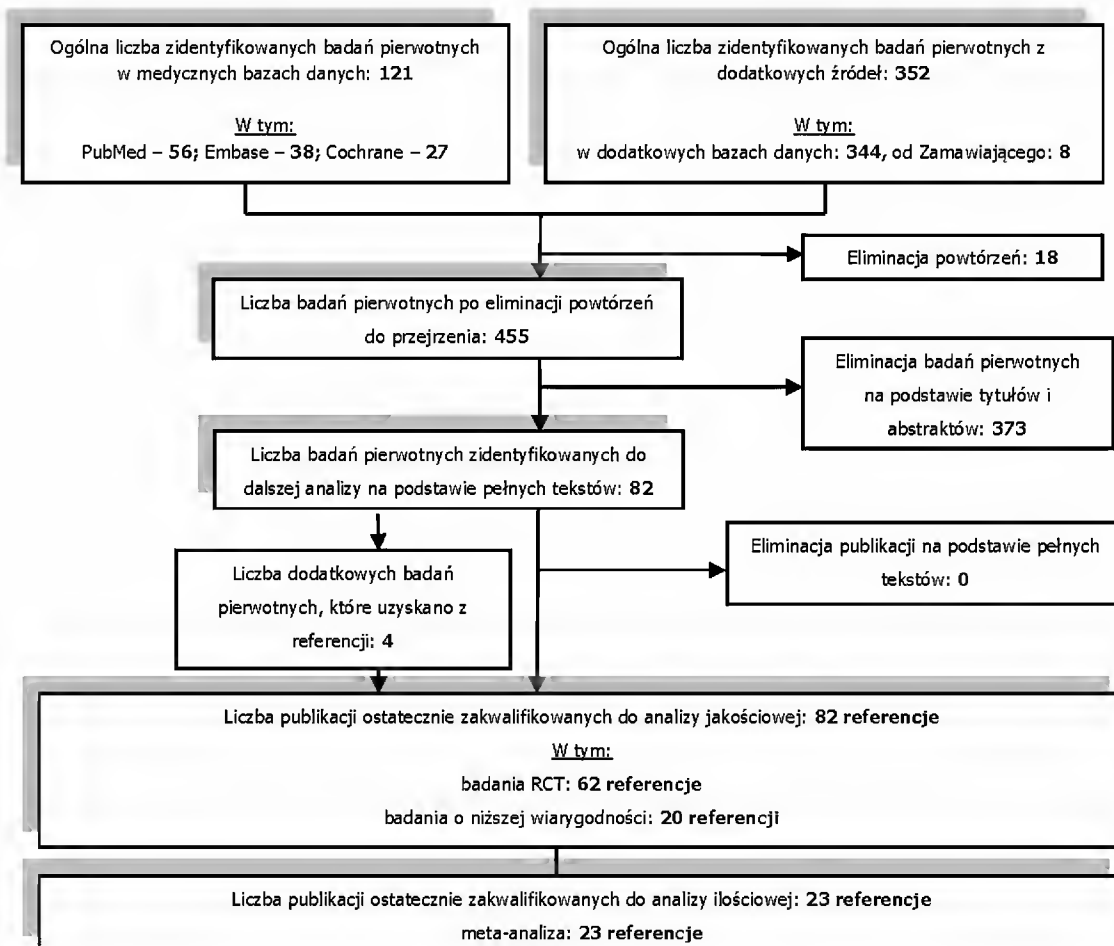 Ogólna liczba zidentyfikowanych badań pierwotnych
w medycznych bazach danych: 121
W tym:
PubMed – 56; Embase – 38; Cochrane – 27
Ogólna liczba zidentyfikowanych badań pierwotnych z
dodatkowych źródeł: 352
W tym:
w dodatkowych bazach danych: 344, od Zamawiającego: 8
Eliminacja powtórzeń: 18
Liczba badań pierwotnych po eliminacji powtórzeń
do przejrzenia: 455
Eliminacja badań pierwotnych
na podstawie tytułów i
abstraktów: 373
Liczba badań pierwotnych zidentyfikowanych do
dalszej analizy na podstawie pełnych tekstów: 82
Eliminacja publikacji na podstawie pełnych
tekstów: 0
Liczba dodatkowych badań
pierwotnych, które uzyskano z
referencji: 4
Liczba publikacji ostatecznie zakwalifikowanych do analizy jakościowej: 82 referencje
W tym:
badania RCT: 62 referencje
badania o niższej wiarygodności: 20 referencji
Liczba publikacji ostatecznie zakwalifikowanych do analizy ilościowej: 23 referencje
meta-analiza: 23 referencje